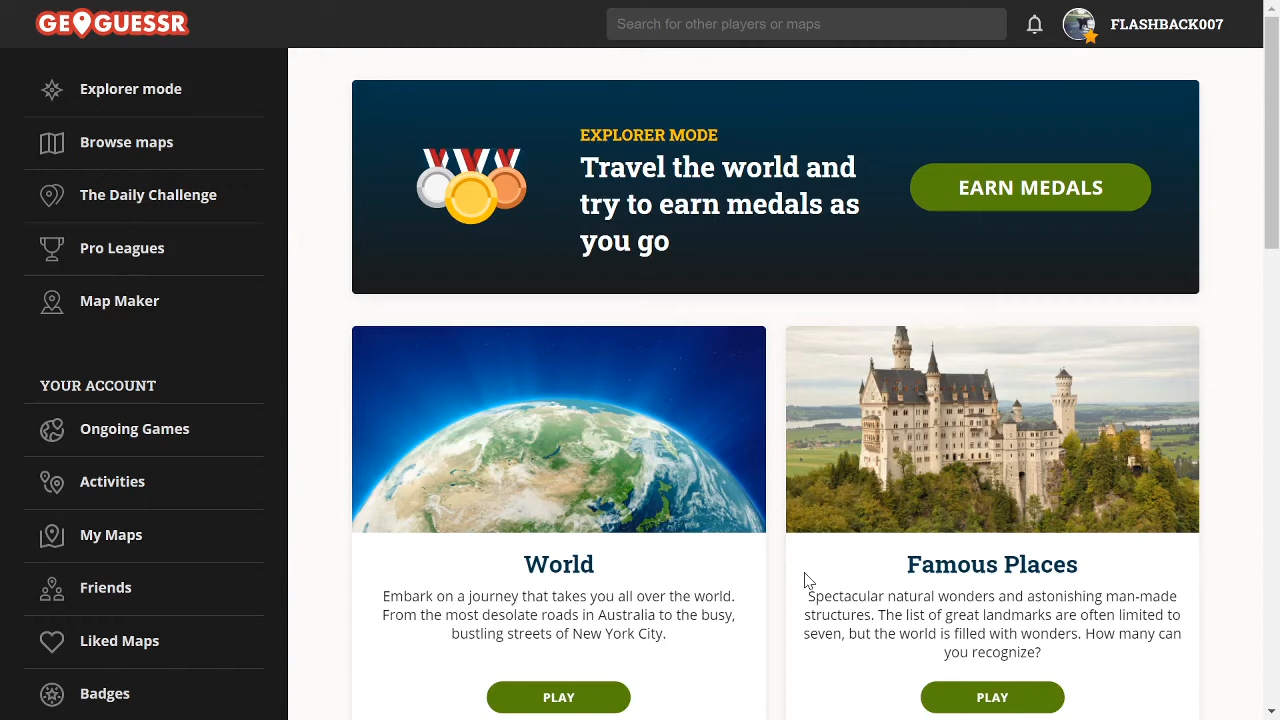 GEOGUESSR
Search for other players or maps
FLASHBACK007
Explorer mode
Browse maps
The Daily Challenge
Pro Leagues
Map Maker
YOUR ACCOUNT
Ongoing Games
Activities
My Maps
Friends
Liked Maps
Badges
EXPLORER MODE
Travel the world and
try to earn medals as
you go
EARN MEDALS
World
Embark on a journey that takes you all over the world.
From the most desolate roads in Australia to the busy,
bustling streets of New York City.
PLAY
Famous Places
Spectacular natural wonders and astonishing man-made
structures. The list of great landmarks are often limited to
seven, but the world is filled with wonders. How many can
you recognize?
PLAY